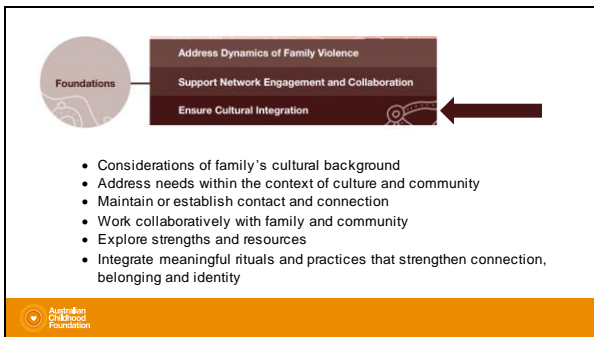 Address Dynamics of Family Violence
Foundations
Support Network Engagement and Collaboration
Ensure Cultural Integration
• Considerations of family's cultural background
• Address needs within the context of culture and community
• Maintain or establish contact and connection
• Work collaboratively with family and community
• Explore strengths and resources
• Integrate meaningful rituals and practices that strengthen connection,
belonging and identity
Australian
Childhood
Foundation